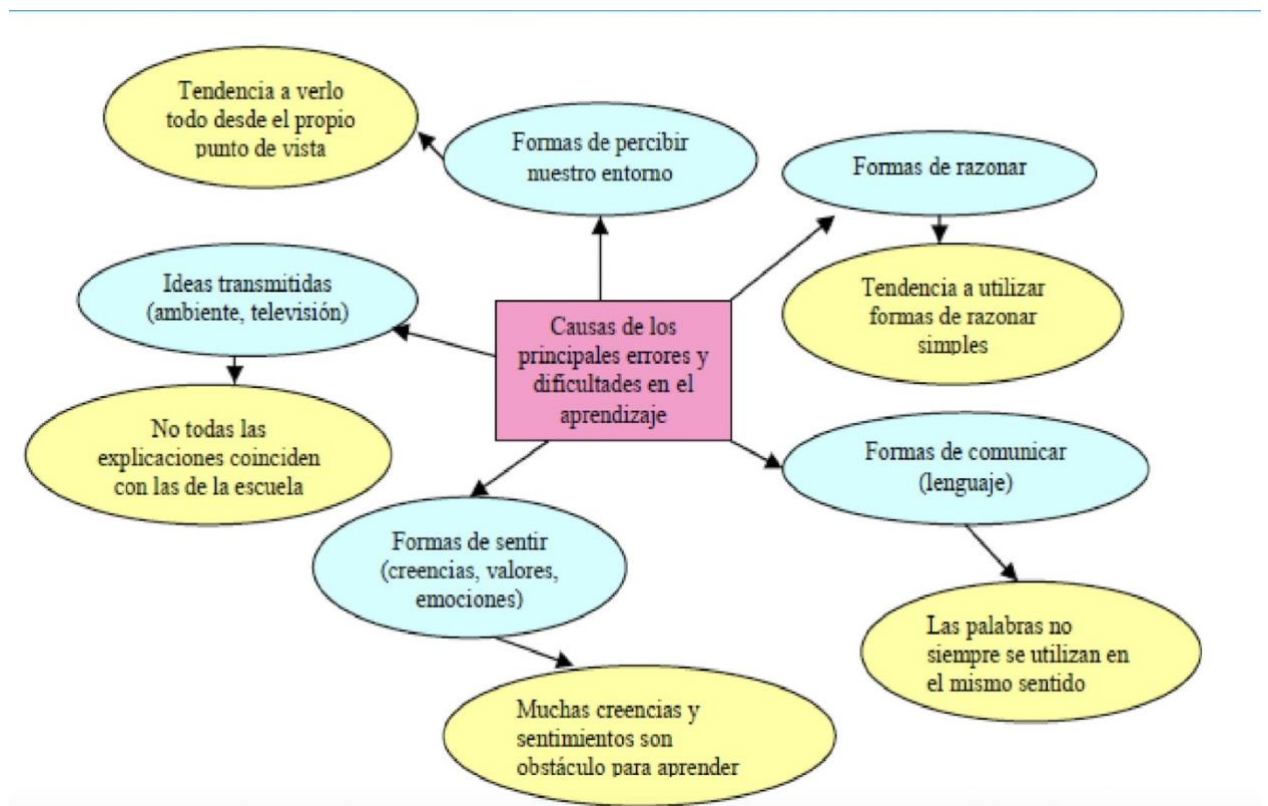 Tendencia a verlo
todo desde el propio
punto de vista
Formas de percibir
nuestro entorno
Formas de razonar
Ideas transmitidas
(ambiente, televisión)
Tendencia a utilizar
formas de razonar
simples
Causas de los
principales errores y
dificultades en el
aprendizaje
No todas las
explicaciones coinciden
con las de la escuela
Formas de comunicar
(lenguaje)
Formas de sentir
(creencias, valores,
emociones)
Las palabras no
siempre se utilizan en
el mismo sentido
Muchas creencias y
sentimientos son
obstáculo para aprender